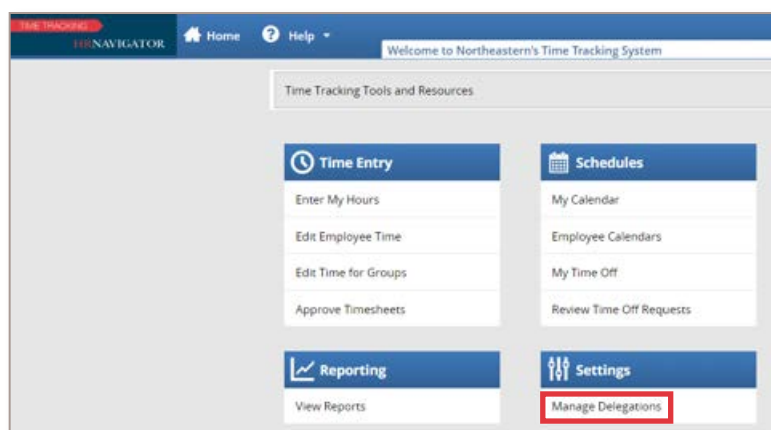 TIME TRACKING
HRNAVIGATOR
Home
Help
Welcome to Northeastern's Time Tracking System
Time Tracking Tools and Resources
Time Entry
Enter My Hours
Edit Employee Time
Edit Time for Groups
Approve Timesheets
Schedules
My Calendar
Employee Calendars
My Time Off
Review Time Off Requests
Reporting
View Reports
Settings
Manage Delegations